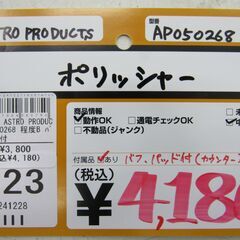 型番
STRO PRODUCTS
AP050268
ポリッシャー
ASTRO PRODUC
0268 程度B パ
付
¥3,800
込¥4,180)
23
241228
商品情報
動作OK
通電チェックOK
不動品(ジャンク)
付属品
あり
バフ、パッド付(カウンター
(税込)
¥4,18